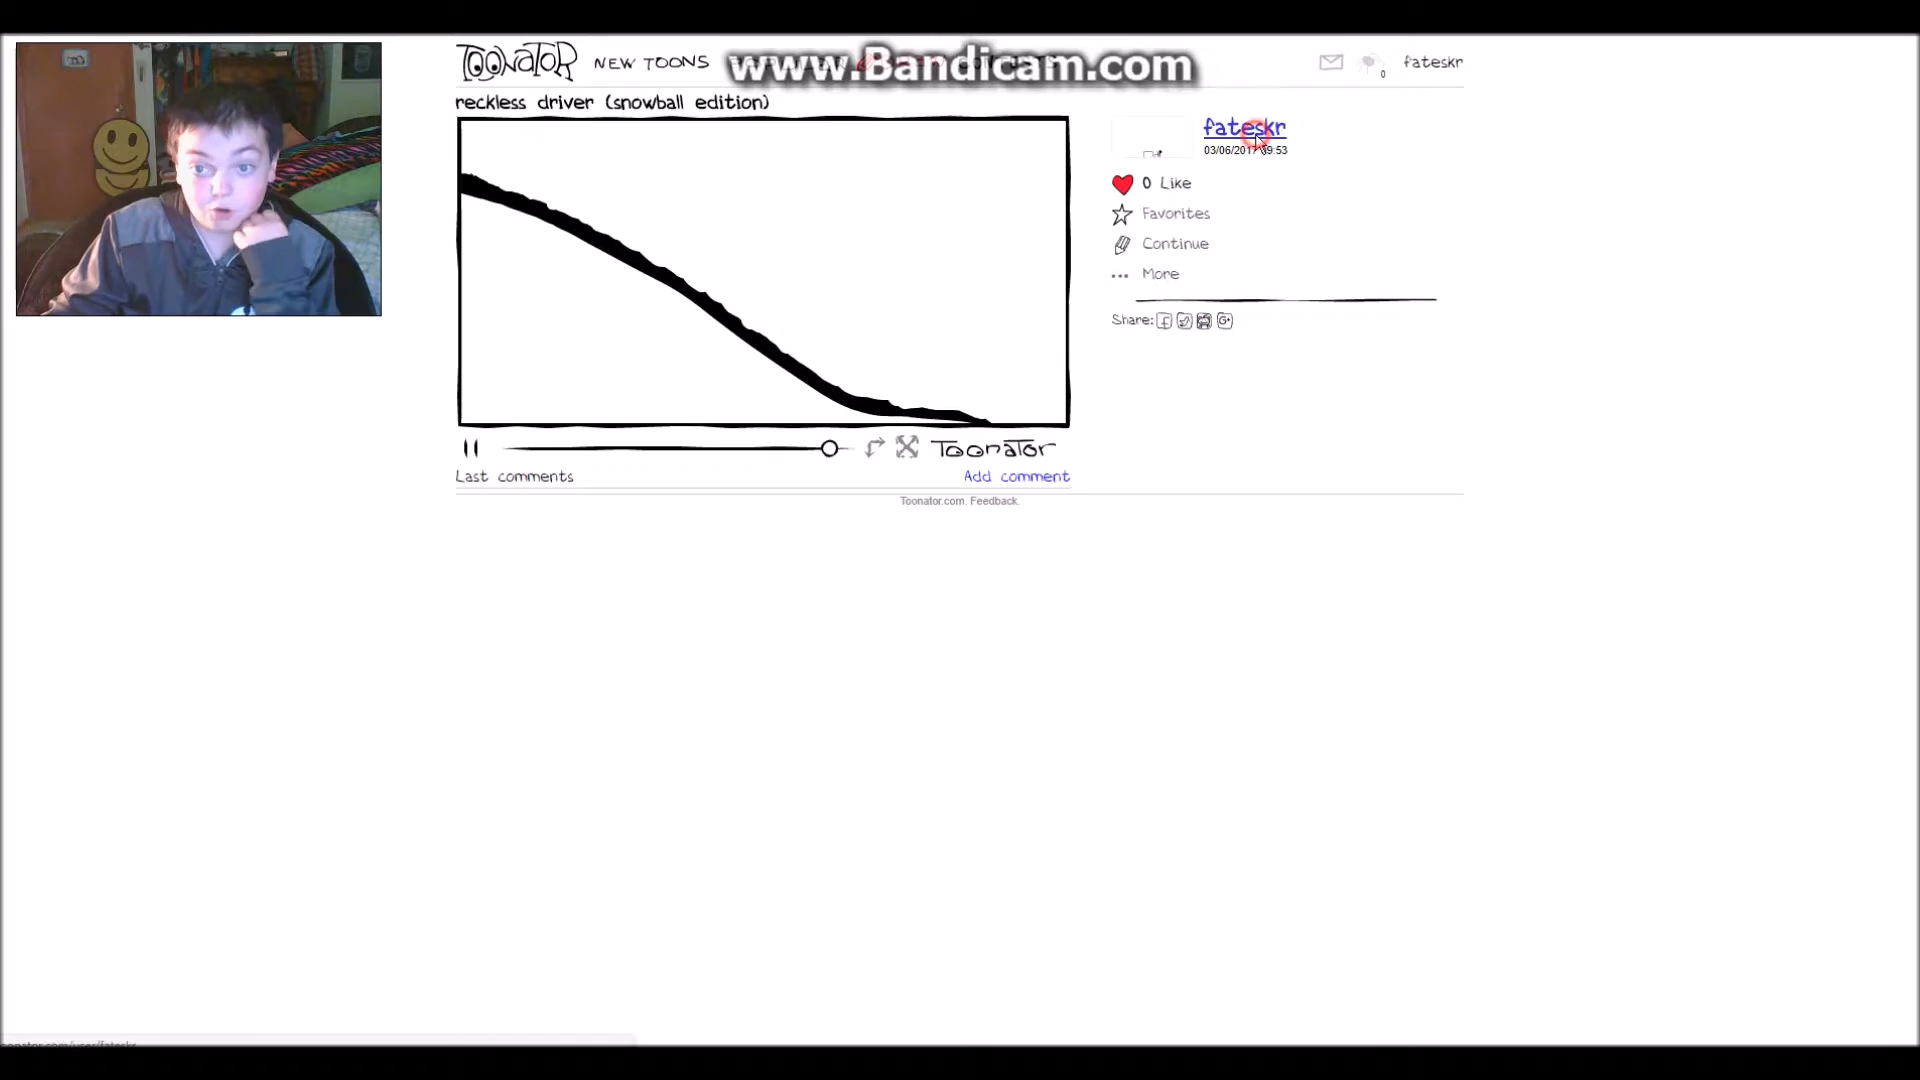 TOONATOR NEW TOONS www.Bandicam.com 0 fateskr
reckless driver (snowball edition)
fateskr
0 Like
Favorites
Continue
... More
Share:
Toonator
Last comments Add comment
Toonator.com. Feedback.